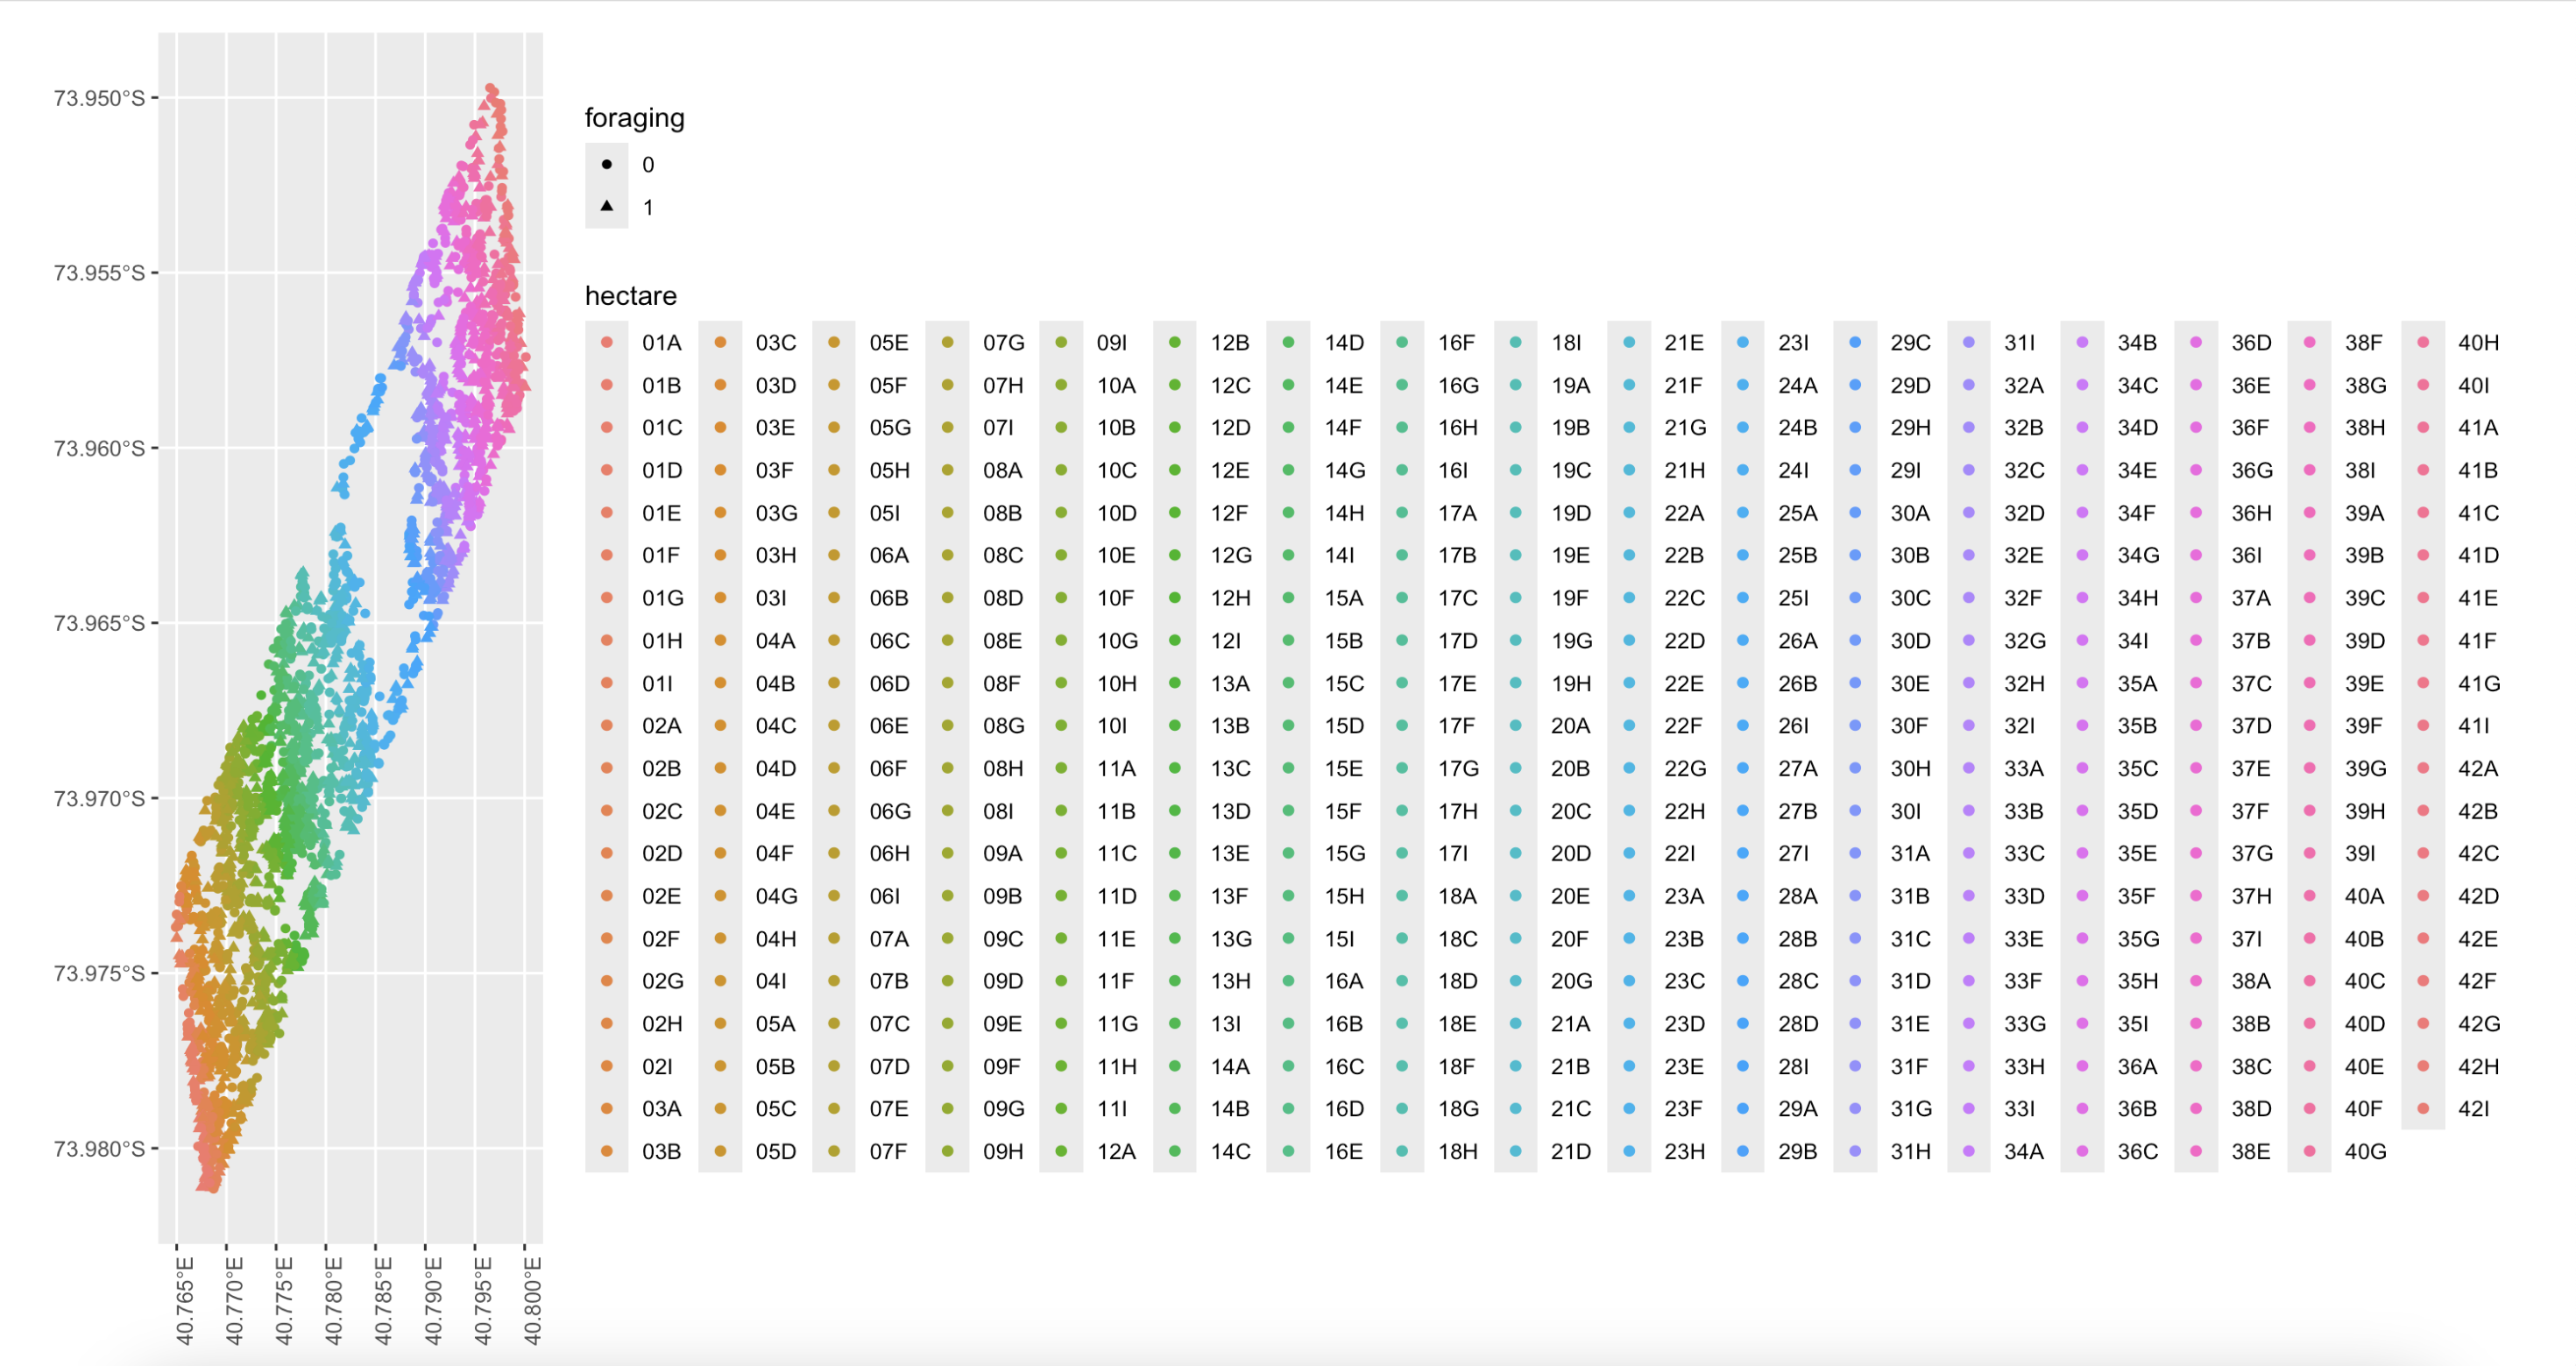 73.950°S
73.955°S
73.960°S
73.965°S
73.970°S
73.975°S
73.980°S
40.765°E
40.770°E
40.775°E
40.780°E
40.785°E
40.790°E
40.795°E
40.800°E
foraging
0
1
hectare
01A 03C 05E 07G 09I 12B 14D 16F 18I 21E 23I 29C 31I 34B 36D 38F 40H
01B 03D 05F 07H 10A 12C 14E 16G 19A 21F 24A 29D 32A 34C 36E 38G 40I
01C 03E 05G 07I 10B 12D 14F 16H 19B 21G 24B 29H 32B 34D 36F 38H 41A
01D 03F 05H 08A 10C 12E 14G 16I 19C 21H 24I 29I 32C 34E 36G 38I 41B
01E 03G 05I 08B 10D 12F 14H 17A 19D 22A 25A 30A 32D 34F 36H 39A 41C
01F 03H 06A 08C 10E 12G 14I 17B 19E 22B 25B 30B 32E 34G 36I 39B 41D
01G 03I 06B 08D 10F 12H 15A 17C 19F 22C 25I 30C 32F 34H 37A 39C 41E
01H 04A 06C 08E 10G 12I 15B 17D 19G 22D 26A 30D 32G 34I 37B 39D 41F
01I 04B 06D 08F 10H 13A 15C 17E 19H 22E 26B 30E 32H 35A 37C 39E 41G
02A 04C 06E 08G 10I 13B 15D 17F 20A 22F 26I 30F 32I 35B 37D 39F 41I
02B 04D 06F 08H 11A 13C 15E 17G 20B 22G 27A 30H 33A 35C 37E 39G 42A
02C 04E 06G 08I 11B 13D 15F 17H 20C 22H 27B 30I 33B 35D 37F 39H 42B
02D 04F 06H 09A 11C 13E 15G 17I 20D 22I 27I 31A 33C 35E 37G 39I 42C
02E 04G 06I 09B 11D 13F 15H 18A 20E 23A 28A 31B 33D 35F 37H 40A 42D
02F 04H 07A 09C 11E 13G 15I 18C 20F 23B 28B 31C 33E 35G 37I 40B 42E
02G 04I 07B 09D 11F 13H 16A 18D 20G 23C 28C 31D 33F 35H 38A 40C 42F
02H 05A 07C 09E 11G 13I 16B 18E 21A 23D 28D 31E 33G 35I 38B 40D 42G
02I 05B 07D 09F 11H 14A 16C 18F 21B 23E 28I 31F 33H 36A 38C 40E 42H
03A 05C 07E 09G 11I 14B 16D 18G 21C 23F 29A 31G 33I 36B 38D 40F 42I
03B 05D 07F 09H 12A 14C 16E 18H 21D 23H 29B 31H 34A 36C 38E 40G